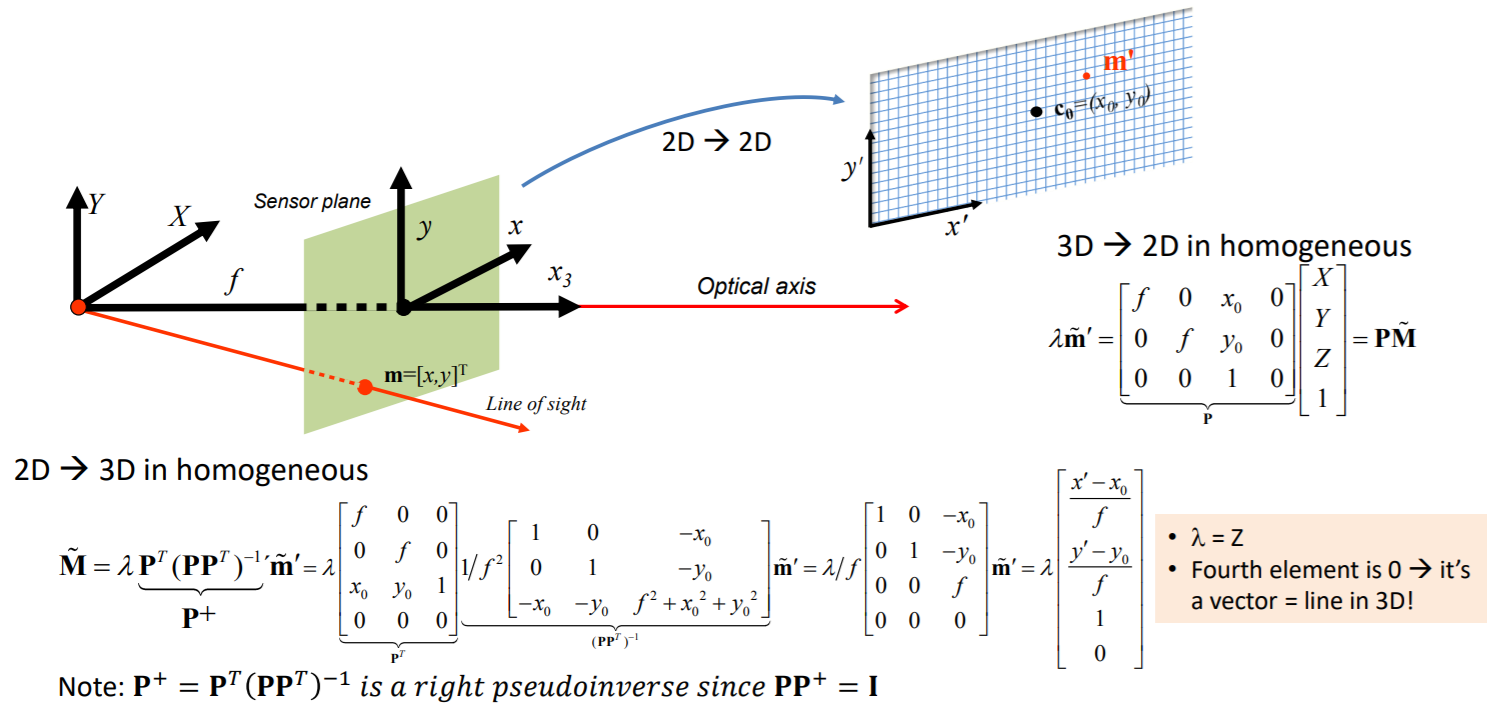 m'
c₀=(x₀, y₀)
2D → 2D
y′
x′
Sensor plane
Y
X
y
x
f
x₃
Optical axis
m=[x,y]ᵀ
Line of sight
3D → 2D in homogeneous
λm̃′ = [f 0 x₀ 0; 0 f y₀ 0; 0 0 1 0] [X; Y; Z; 1] = PM̃
P
2D → 3D in homogeneous
M̃ = λ Pᵀ(PPᵀ)⁻¹′m̃′ = λ [f 0 0; 0 f 0; x₀ y₀ 1; 0 0 0] 1/f² [1 0 −x₀; 0 1 −y₀; −x₀ −y₀ f²+x₀²+y₀²] m̃′ = λ/f [1 0 −x₀; 0 1 −y₀; 0 0 f; 0 0 0] m̃′ = λ [(x′−x₀)/f; (y′−y₀)/f; 1; 0]
P+
Pᵀ
(PPᵀ)⁻¹
• λ = Z
• Fourth element is 0 → it's
a vector = line in 3D!
Note: P⁺ = Pᵀ(PPᵀ)⁻¹ is a right pseudoinverse since PP⁺ = I